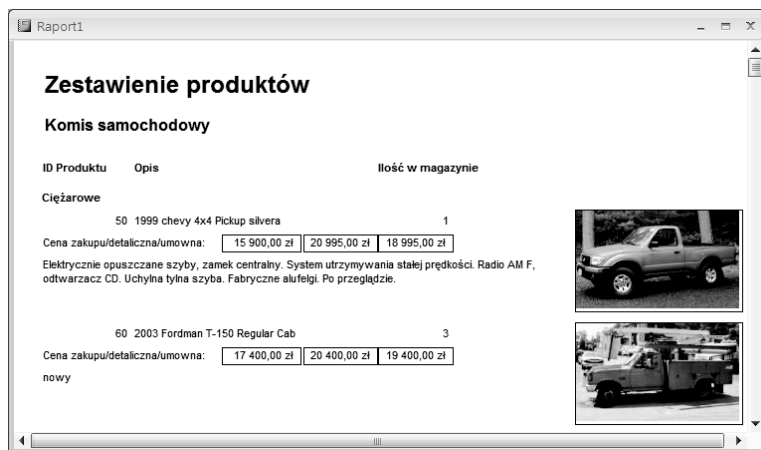 Raport1
Zestawienie produktów
Komis samochodowy
ID Produktu Opis Ilość w magazynie
Ciężarowe
50 1999 chevy 4x4 Pickup silvera 1
Cena zakupu/detaliczna/umowna: 15 900,00 zł 20 995,00 zł 18 995,00 zł
Elektrycznie opuszczane szyby, zamek centralny. System utrzymywania stałej prędkości. Radio AM F,
odtwarzacz CD. Uchylna tylna szyba. Fabryczne alufelgi. Po przeglądzie.
60 2003 Fordman T-150 Regular Cab 3
Cena zakupu/detaliczna/umowna: 17 400,00 zł 20 400,00 zł 19 400,00 zł
nowy